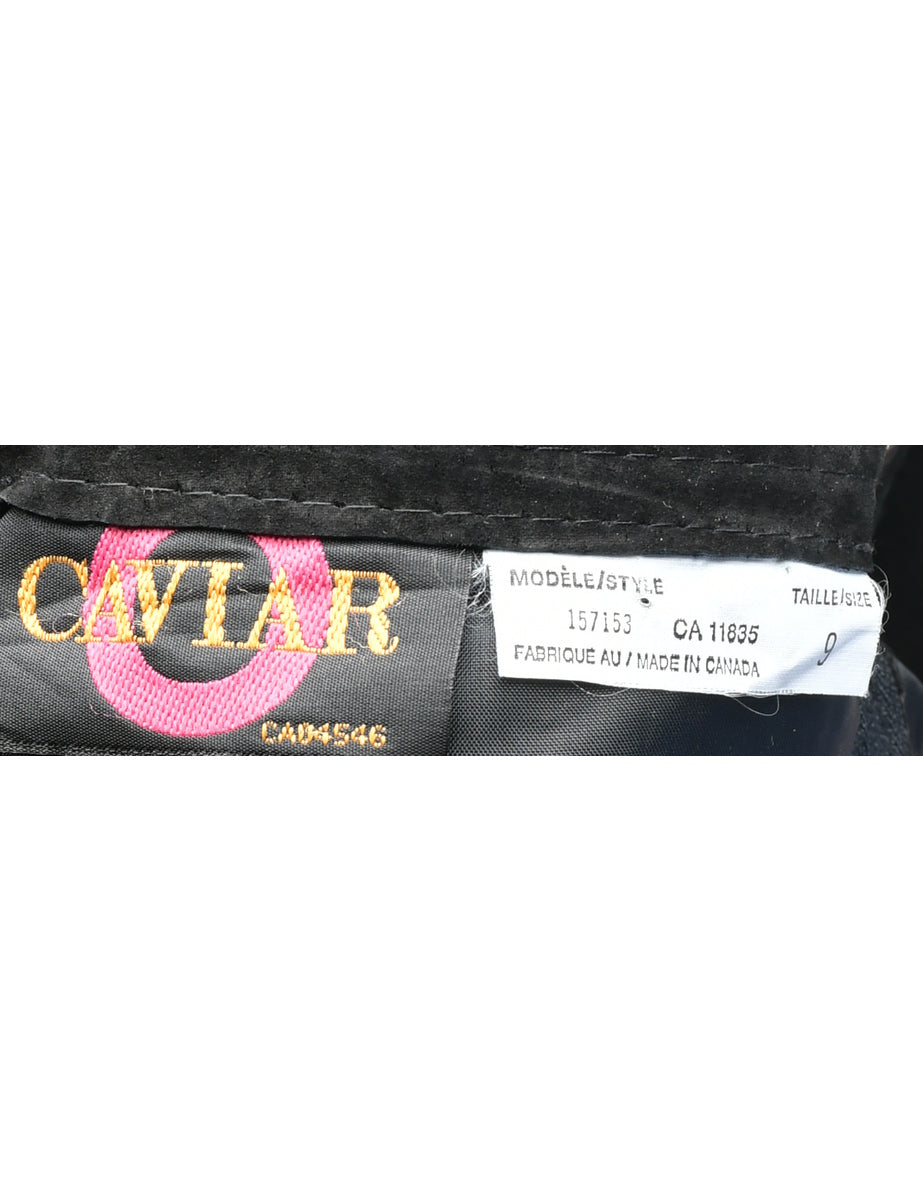 CAVIAR
CA04546
MODÈLE/STYLE TAILLE/SIZE
157153 CA 11835 9
FABRIQUÉ AU / MADE IN CANADA